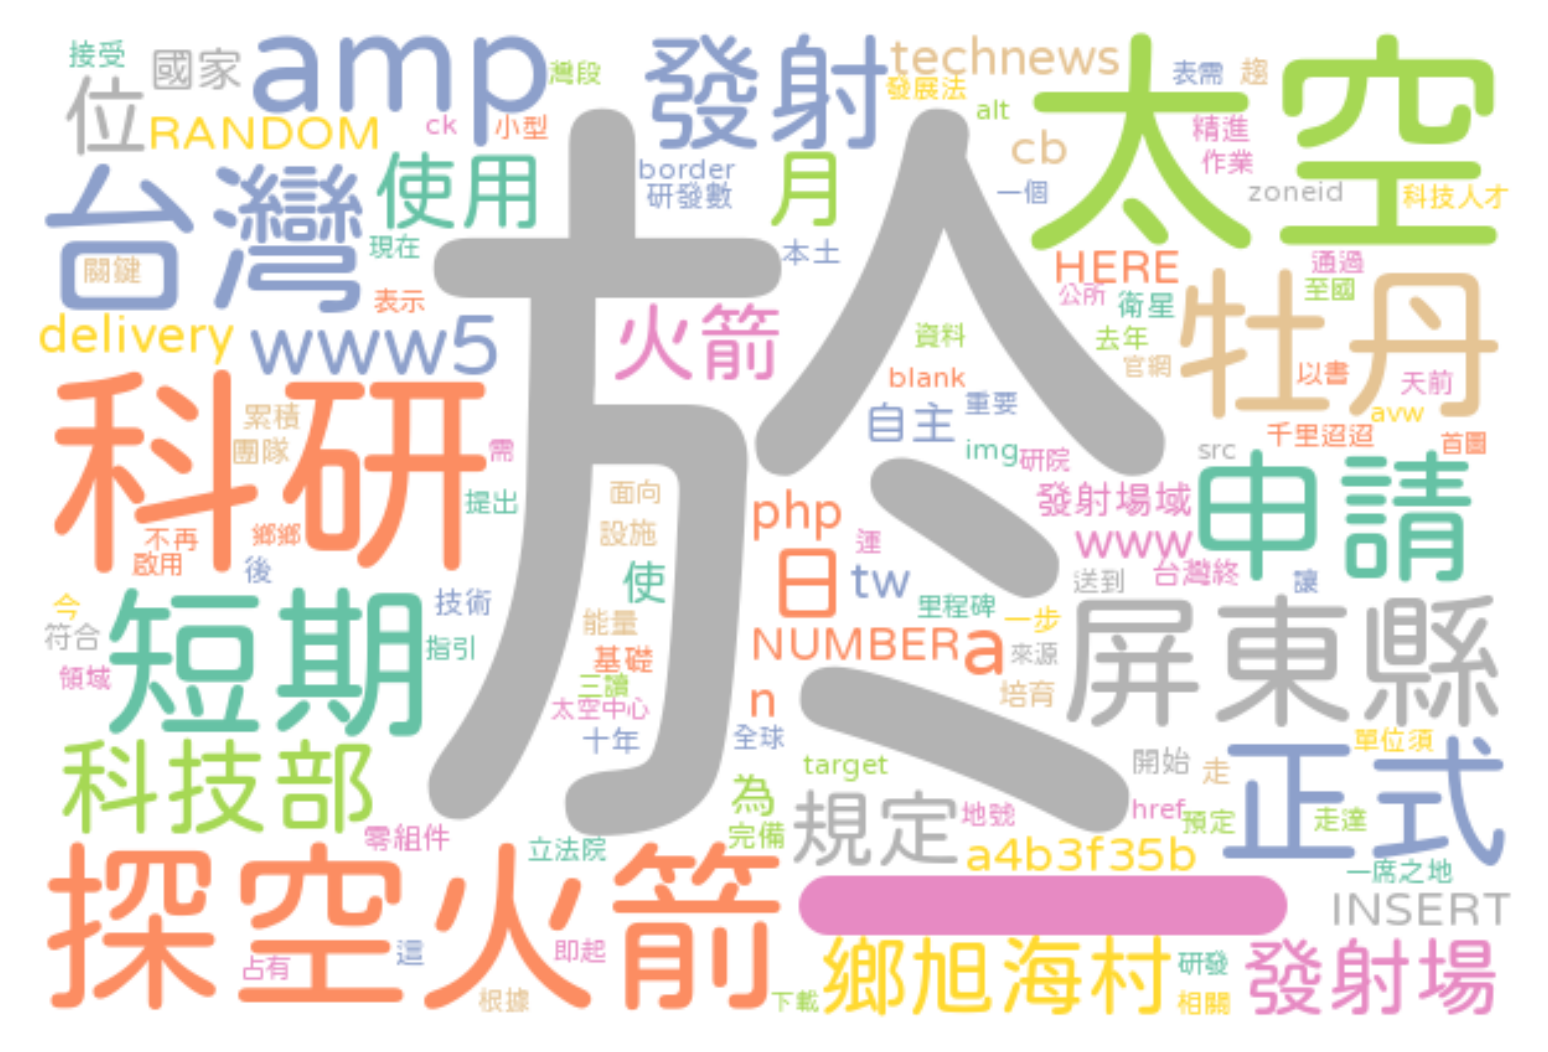 接受
國家
amp
灣段
發射
technews
表需
趨
太空
位
RANDOM
ck
小型
發展法
alt
精進
作業
cb
border
研發數
月
一個
zoneid
科技人才
台灣
使用
關鍵
現在
本土
HERE
通過
至國
公所
衛星
表示
於
delivery
www5
火箭
資料
去年
官網
牡丹
以書
天前
avw
blank
自主
重要
千里迢迢
首圖
科研
累積
團隊
需
提出
img
研院
src
申請
面向
設施
php
發射場域
www
不再
啟用
鄉鄉
後
使
日
運
tw
送到
台灣終
讓
今
符合
領域
短期
技術
指引
能量
基礎
三讀
太空中心
十年
里程碑
一步
NUMBER
a
來源
培育
屏東縣
n
全球
科技部
target
開始
走
單位須
正式
為
完備
規定
地號
href
預定
走達
零組件
立法院
a4b3f35b
一席之地
探空火箭
占有
這
即起
根據
一
INSERT
下載
鄉旭海村
研發
相關
發射場